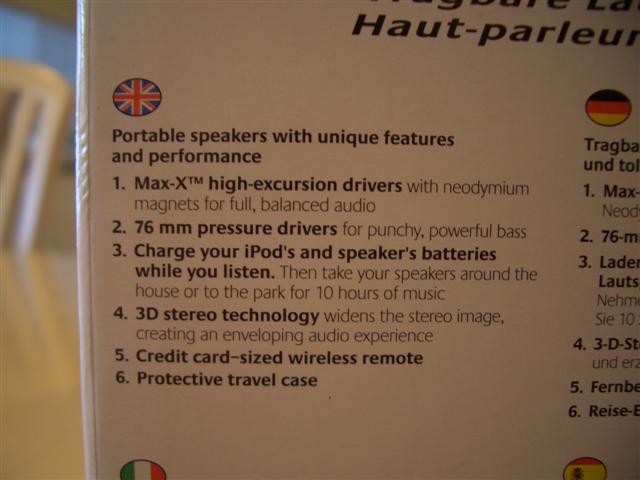 Haut-parleur
Portable speakers with unique features
and performance
1. Max-X™ high-excursion drivers with neodymium
magnets for full, balanced audio
2. 76 mm pressure drivers for punchy, powerful bass
3. Charge your iPod's and speaker's batteries
while you listen. Then take your speakers around the
house or to the park for 10 hours of music
4. 3D stereo technology widens the stereo image,
creating an enveloping audio experience
5. Credit card-sized wireless remote
6. Protective travel case
Tragba
und tol
1. Max-
Neod
2. 76-m
3. Laden
Lauts
Nehme
Sie 10
4. 3-D-St
und erz
5. Fernbe
6. Reise-E